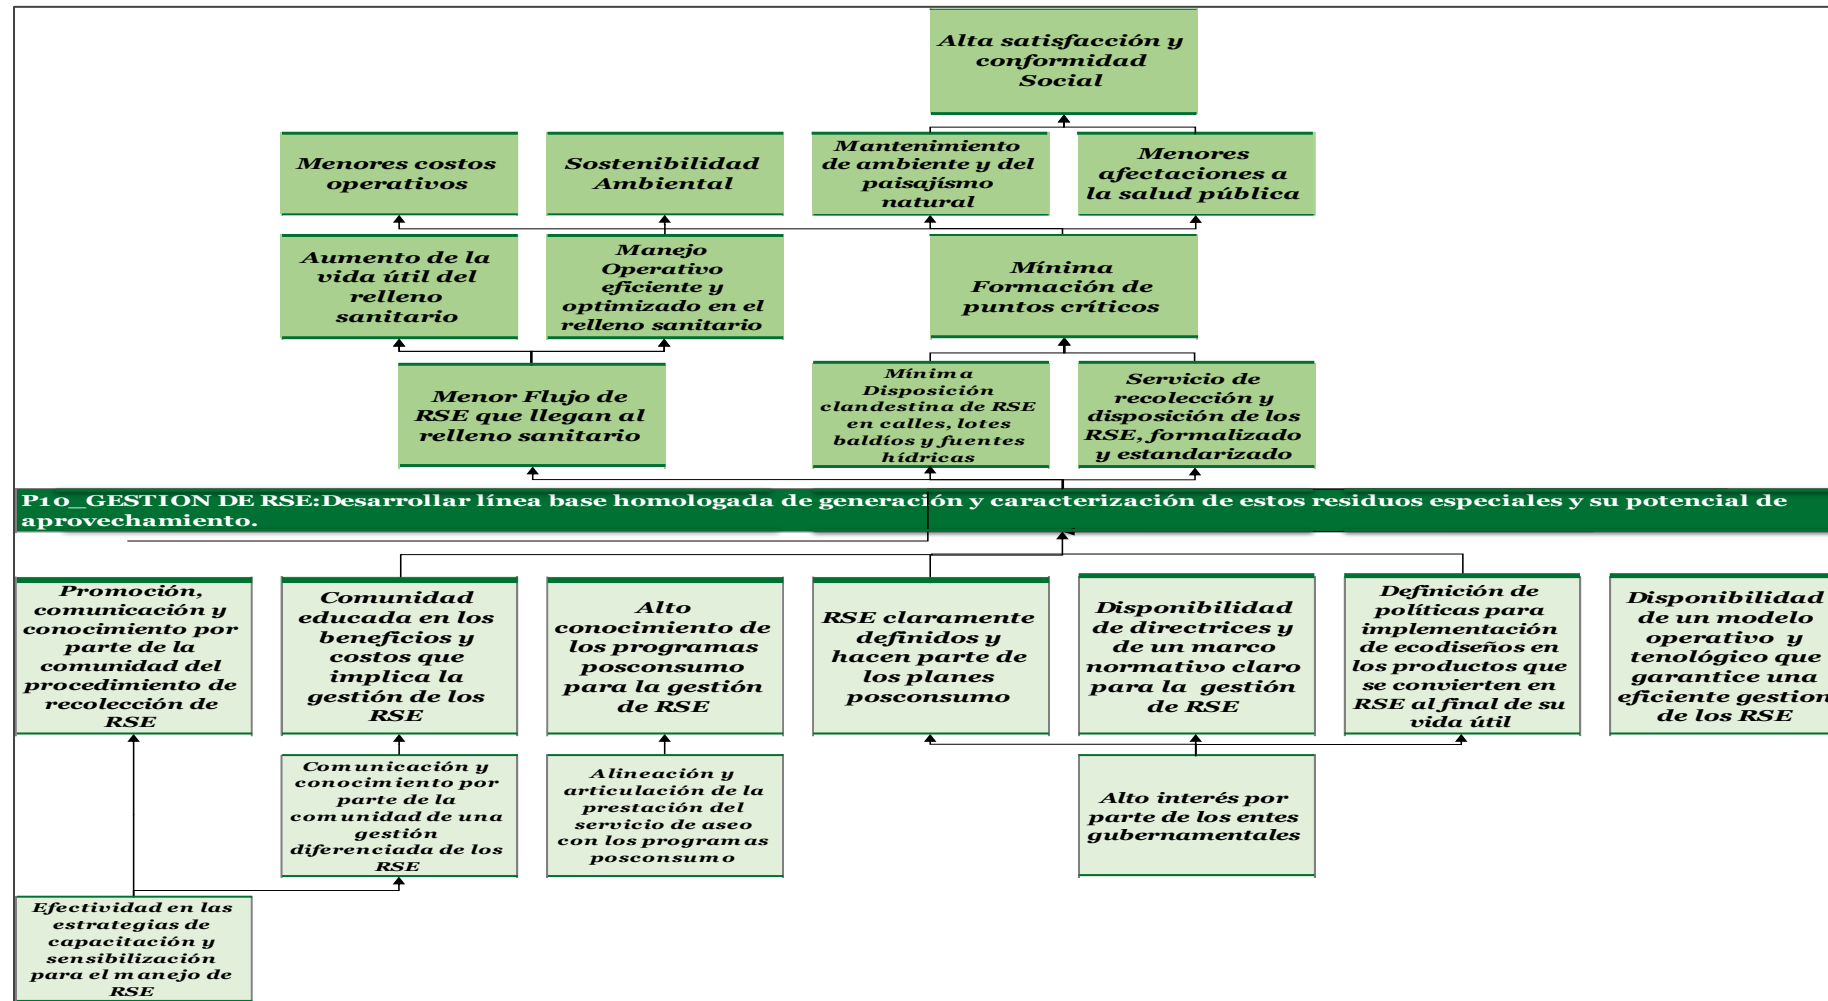 Alta satisfacción y
conformidad
Social
Menores costos
operativos
Sostenibilidad
Ambiental
Mantenimiento
de ambiente y del
paisajísmo
natural
Menores
afectaciones a
la salud pública
Aumento de la
vida útil del
relleno
sanitario
Manejo
Operativo
eficiente y
optimizado en el
relleno sanitario
Mínima
Formación de
puntos críticos
Menor Flujo de
RSE que llegan al
relleno sanitario
Mínima
Disposición
clandestina de RSE
en calles, lotes
baldíos y fuentes
hídricas
Servicio de
recolección y
disposición de los
RSE, formalizado
y estandarizado
P10_GESTION DE RSE:Desarrollar línea base homologada de generación y caracterización de estos residuos especiales y su potencial de
aprovechamiento.
Promoción,
comunicación y
conocimiento por
parte de la
comunidad del
procedimiento de
recolección de
RSE
Comunidad
educada en los
beneficios y
costos que
implica la
gestión de los
RSE
Alto
conocimiento de
los programas
posconsumo
para la gestión
de RSE
RSE claramente
definidos y
hacen parte de
los planes
posconsumo
Disponibilidad
de directrices y
de un marco
normativo claro
para la gestión
de RSE
Definición de
políticas para
implementación
de ecodiseños en
los productos que
se convierten en
RSE al final de su
vida útil
Disponibilidad
de un modelo
operativo y
tenológico que
garantice una
eficiente gestion
de los RSE
Comunicación y
conocimiento por
parte de la
comunidad de una
gestión
diferenciada de los
RSE
Alineación y
articulación de la
prestación del
servicio de aseo
con los programas
posconsumo
Alto interés por
parte de los entes
gubernamentales
Efectividad en las
estrategias de
capacitación y
sensibilización
para el manejo de
RSE